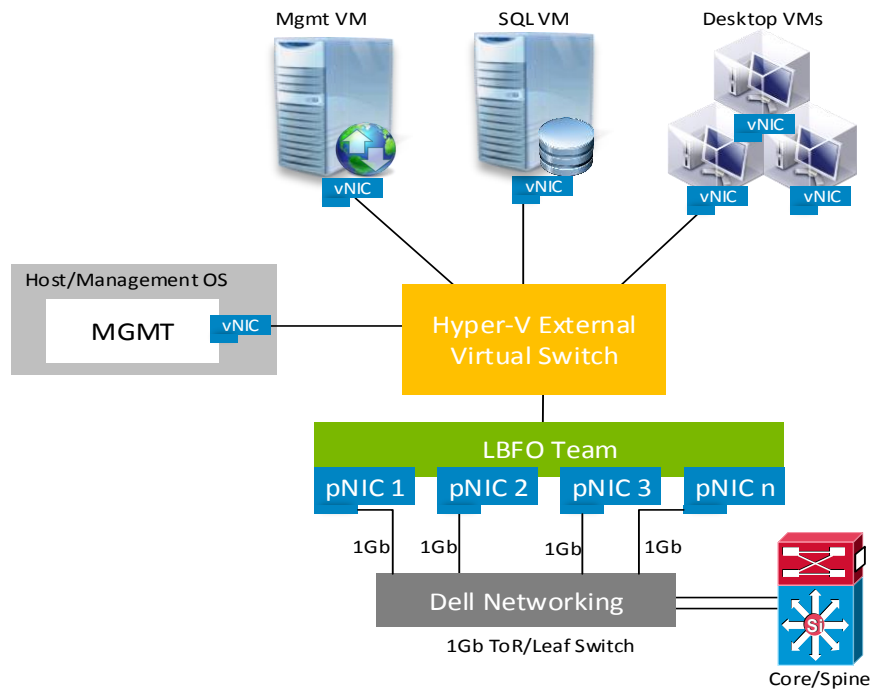 Mgmt VM
SQL VM
Desktop VMs
vNIC
vNIC
vNIC
vNIC
vNIC
Host/Management OS
MGMT
vNIC
Hyper-V External
Virtual Switch
LBFO Team
pNIC 1
pNIC 2
pNIC 3
pNIC n
1Gb
1Gb
1Gb
1Gb
Dell Networking
1Gb ToR/Leaf Switch
Si
Core/Spine